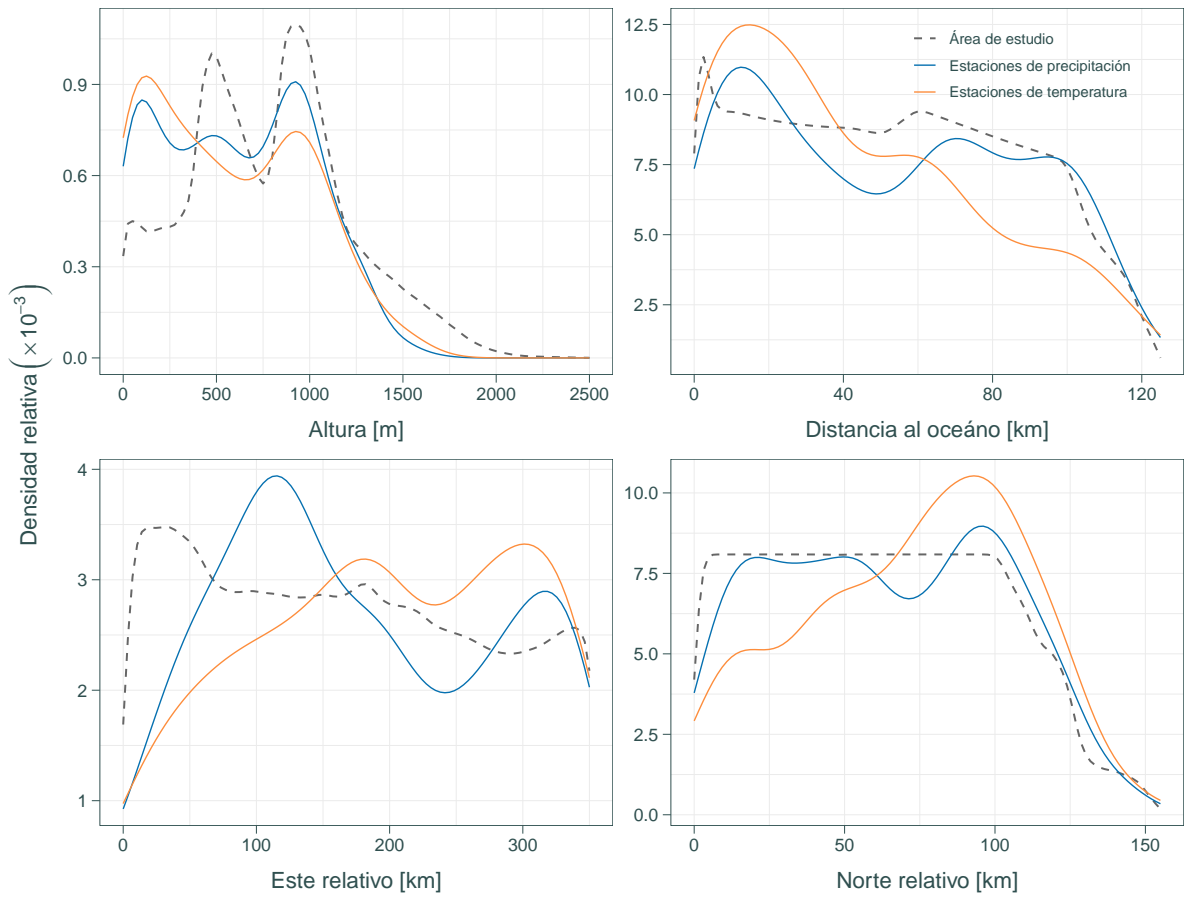 Densidad relativa (×10⁻³)
0.9
0.6
0.3
0.0
0 500 1000 1500 2000 2500
Altura [m]
12.5
10.0
7.5
5.0
2.5
Área de estudio
Estaciones de precipitación
Estaciones de temperatura
0 40 80 120
Distancia al oceáno [km]
4
3
2
1
0 100 200 300
Este relativo [km]
10.0
7.5
5.0
2.5
0.0
0 50 100 150
Norte relativo [km]